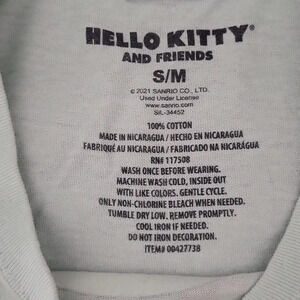 HELLO KITTY
AND FRIENDS
S/M
© 2021 SANRIO CO., LTD.
Used Under License
www.sanrio.com
SIL-34452
100% COTTON
MADE IN NICARAGUA / HECHO EN NICARAGUA
FABRIQUÉ AU NICARAGUA / FABRICADO NA NICARÁGUA
RN# 117508
WASH ONCE BEFORE WEARING.
MACHINE WASH COLD, INSIDE OUT
WITH LIKE COLORS. GENTLE CYCLE.
ONLY NON-CHLORINE BLEACH WHEN NEEDED.
TUMBLE DRY LOW. REMOVE PROMPTLY.
COOL IRON IF NEEDED.
DO NOT IRON DECORATION.
ITEM# 00427738